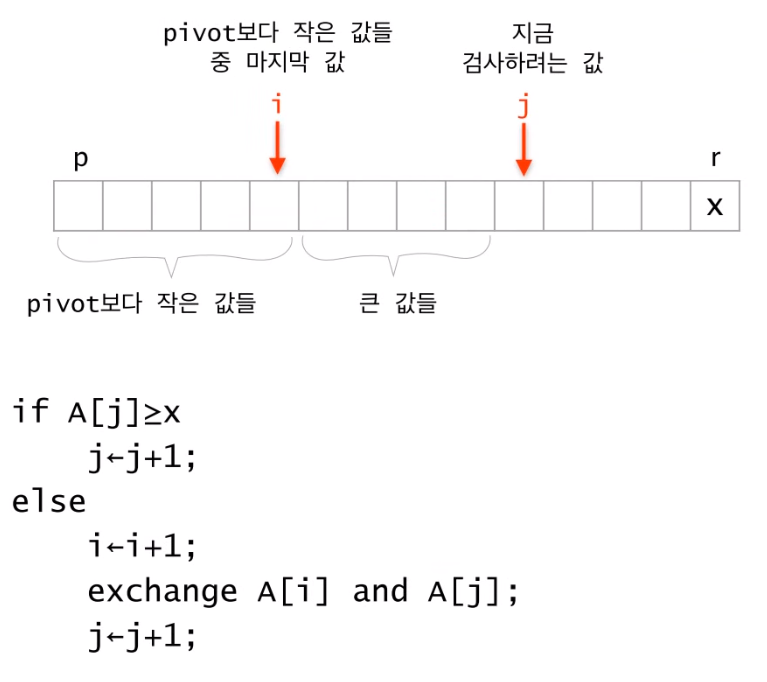 pivot보다 작은 값들
중 마지막 값
지금
검사하려는 값
i
j
p
r
x
pivot보다 작은 값들
큰 값들
if A[j]≥x
j←j+1;
else
i←i+1;
exchange A[i] and A[j];
j←j+1;